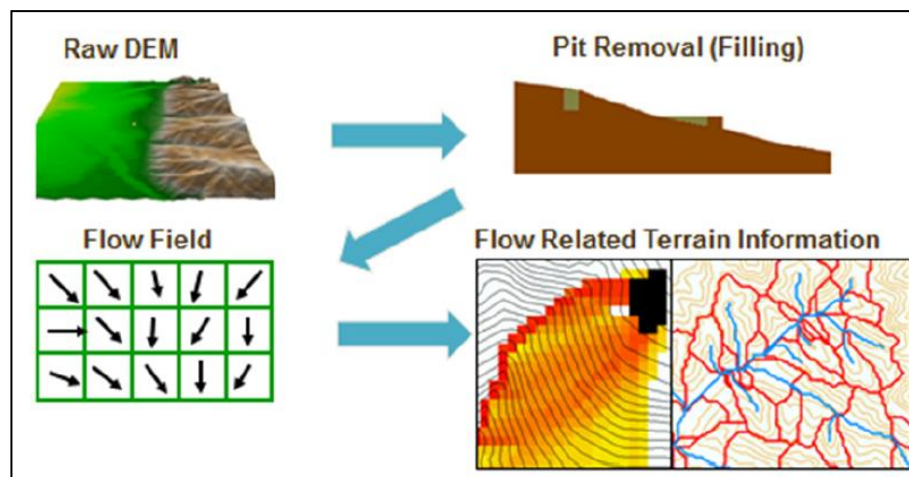 Raw DEM
Pit Removal (Filling)
Flow Field
Flow Related Terrain Information